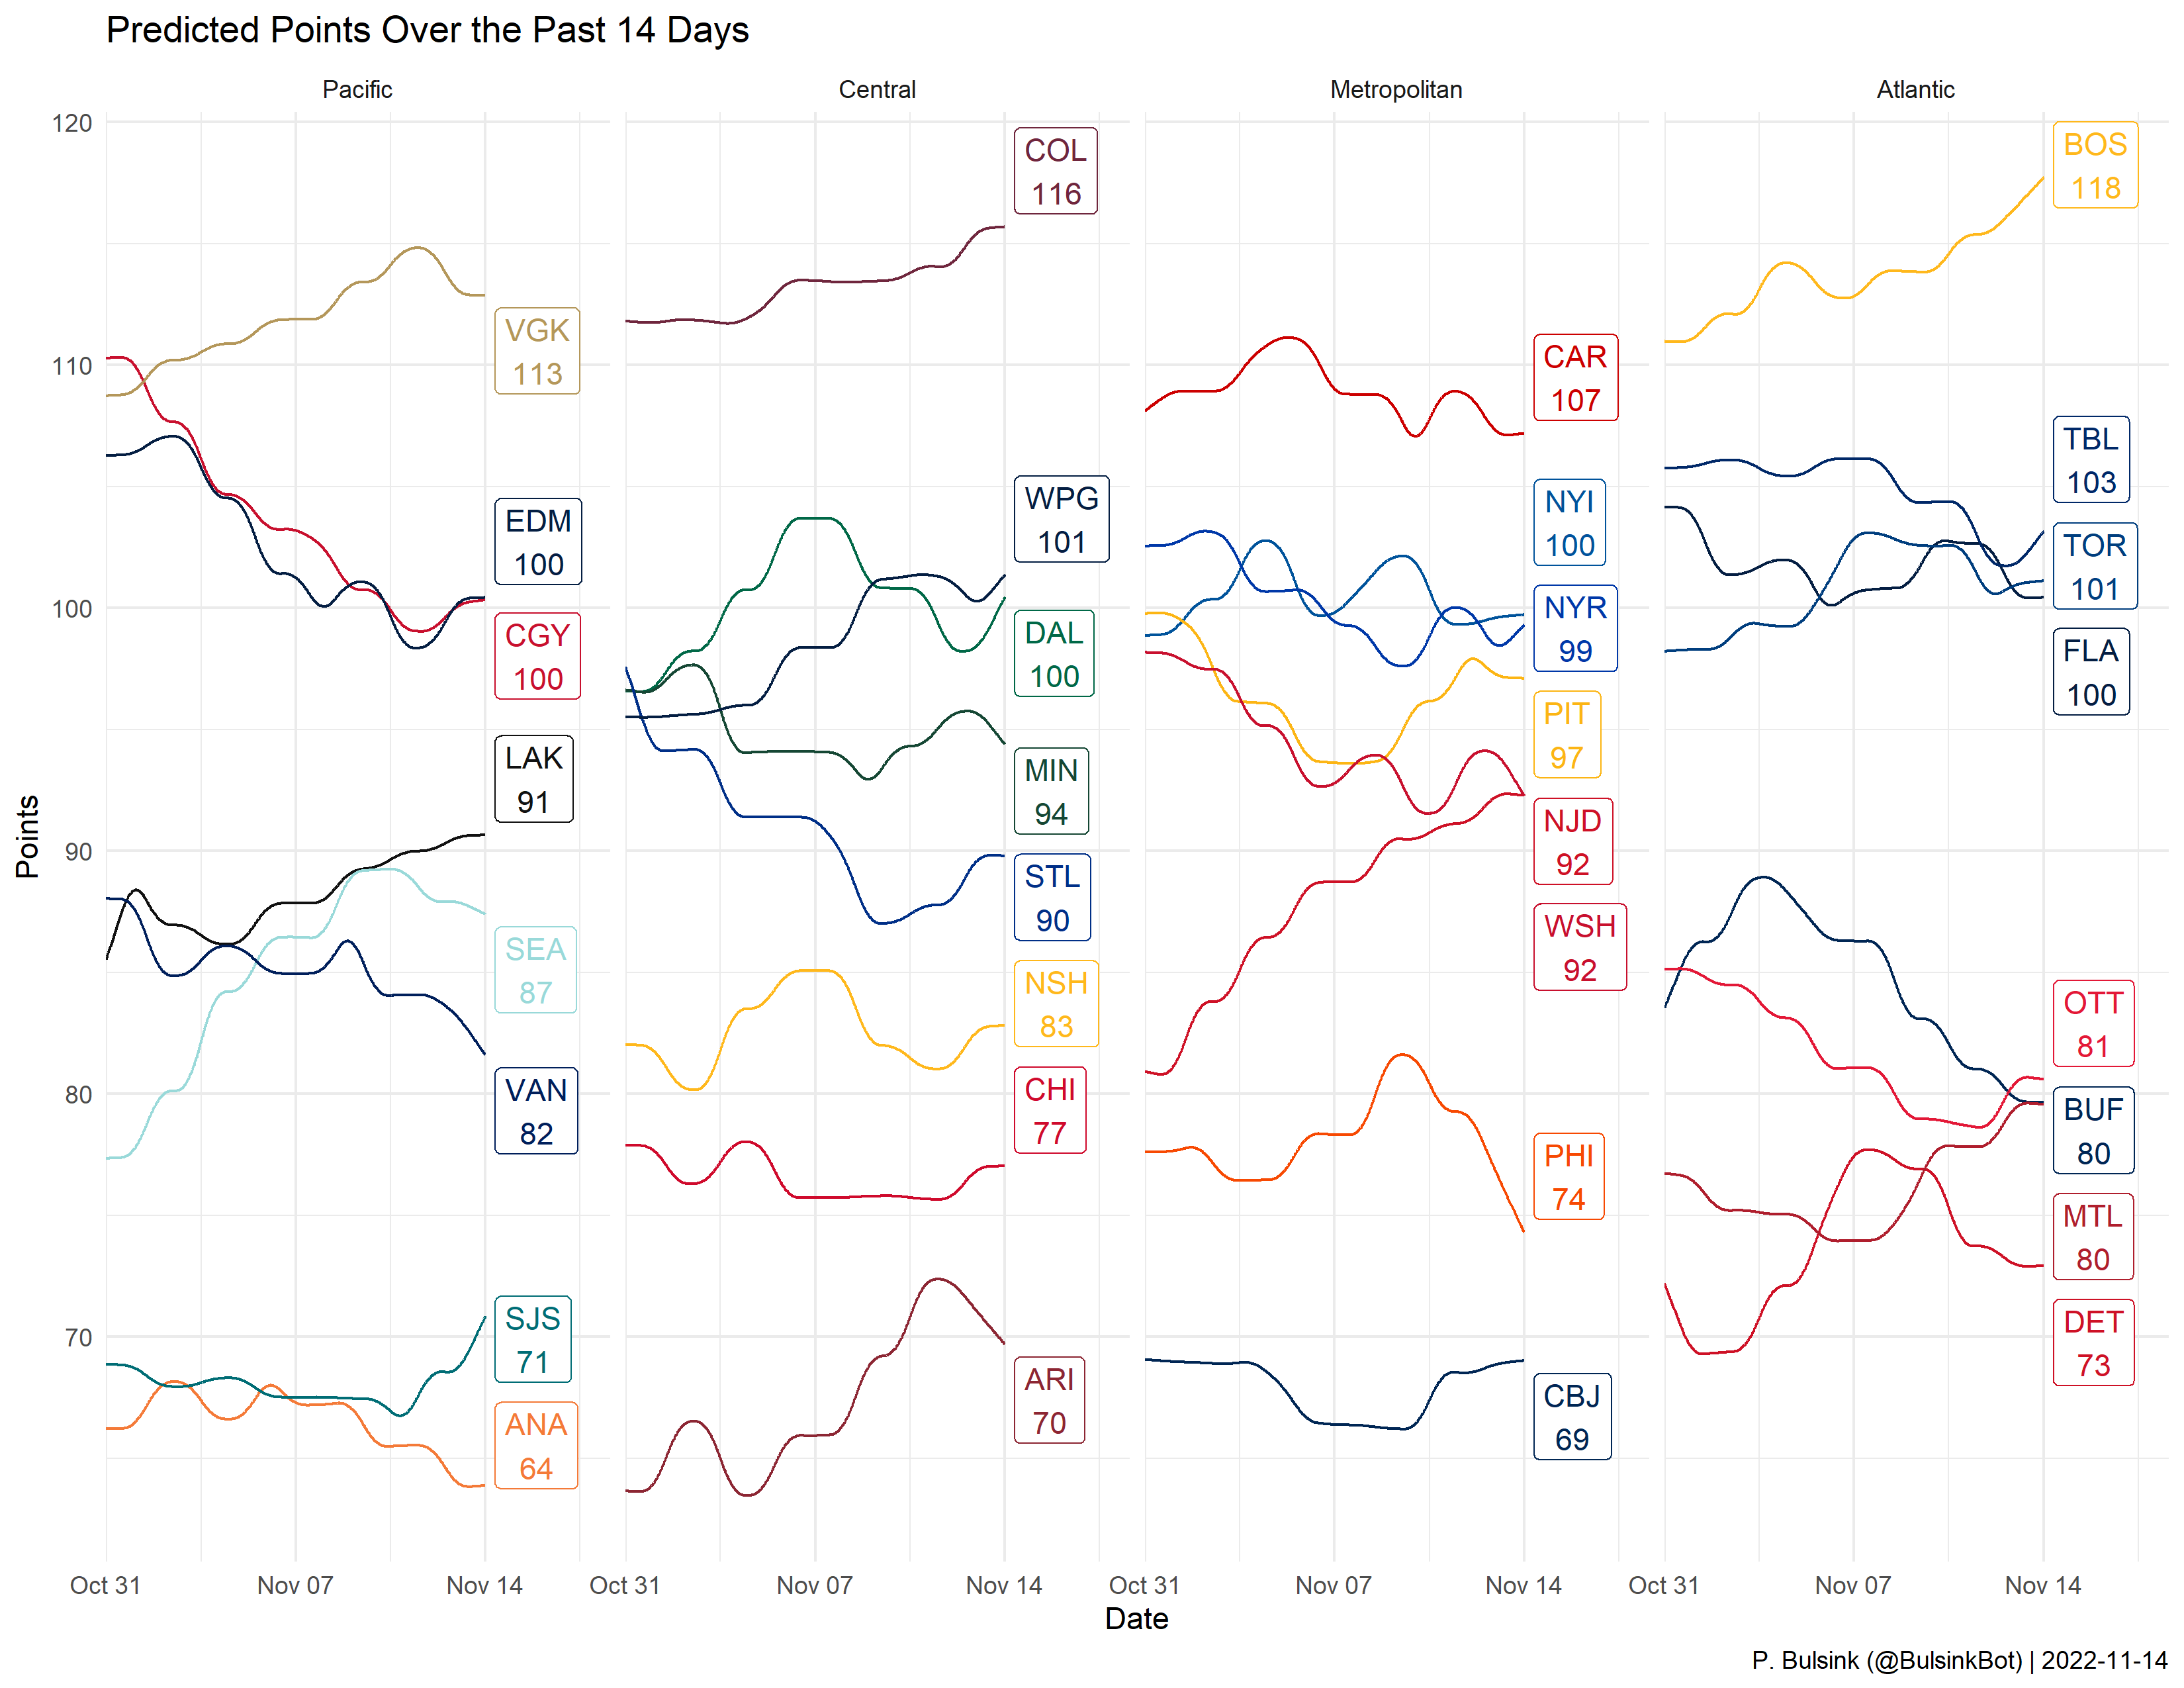 Predicted Points Over the Past 14 Days
Pacific
Central
Metropolitan
Atlantic
Points
120
110
100
90
80
70
VGK
113
EDM
100
CGY
100
LAK
91
SEA
87
VAN
82
SJS
71
ANA
64
COL
116
WPG
101
DAL
100
MIN
94
STL
90
NSH
83
CHI
77
ARI
70
CAR
107
NYI
100
NYR
99
PIT
97
NJD
92
WSH
92
PHI
74
CBJ
69
BOS
118
TBL
103
TOR
101
FLA
100
OTT
81
BUF
80
MTL
80
DET
73
Oct 31 Nov 07 Nov 14 Oct 31 Nov 07 Nov 14 Oct 31 Nov 07 Nov 14 Oct 31 Nov 07 Nov 14
Date
P. Bulsink (@BulsinkBot) | 2022-11-14